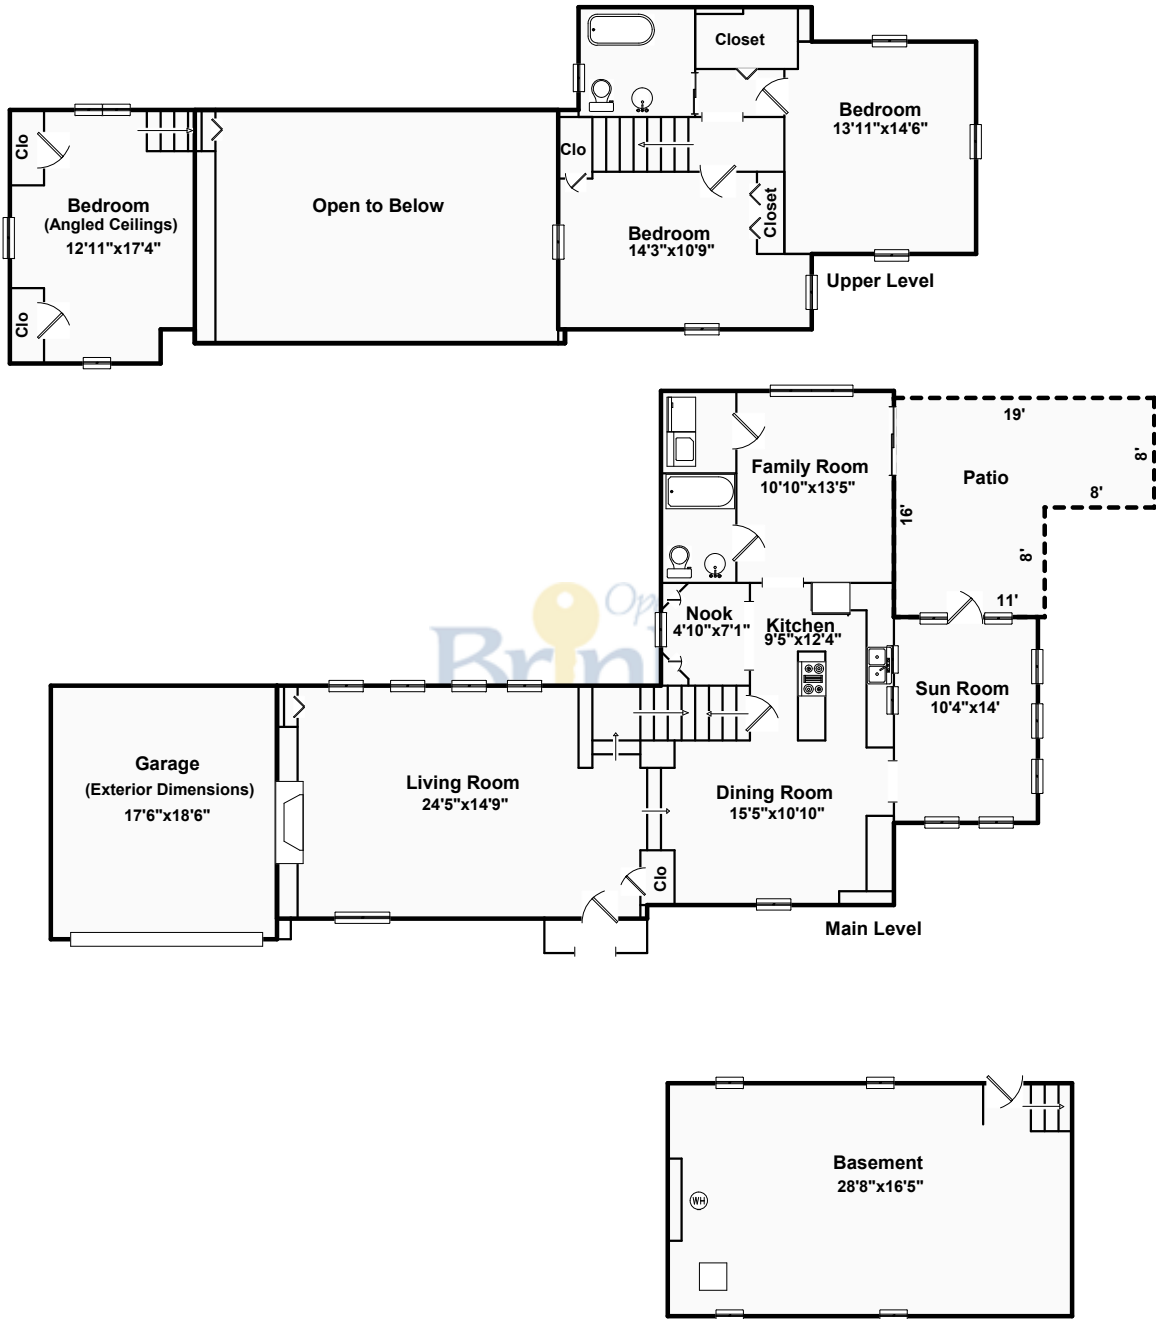 Closet
Bedroom
13'11"x14'6"
Clo
Clo
Bedroom
(Angled Ceilings)
12'11"x17'4"
Open to Below
Bedroom
14'3"x10'9"
Closet
Upper Level
Clo
19'
8'
Family Room
10'10"x13'5"
Patio
8'
16'
8'
11'
Nook
4'10"x7'1"
Kitchen
9'5"x12'4"
Sun Room
10'4"x14'
Garage
(Exterior Dimensions)
17'6"x18'6"
Living Room
24'5"x14'9"
Dining Room
15'5"x10'10"
Clo
Main Level
Basement
28'8"x16'5"
WH